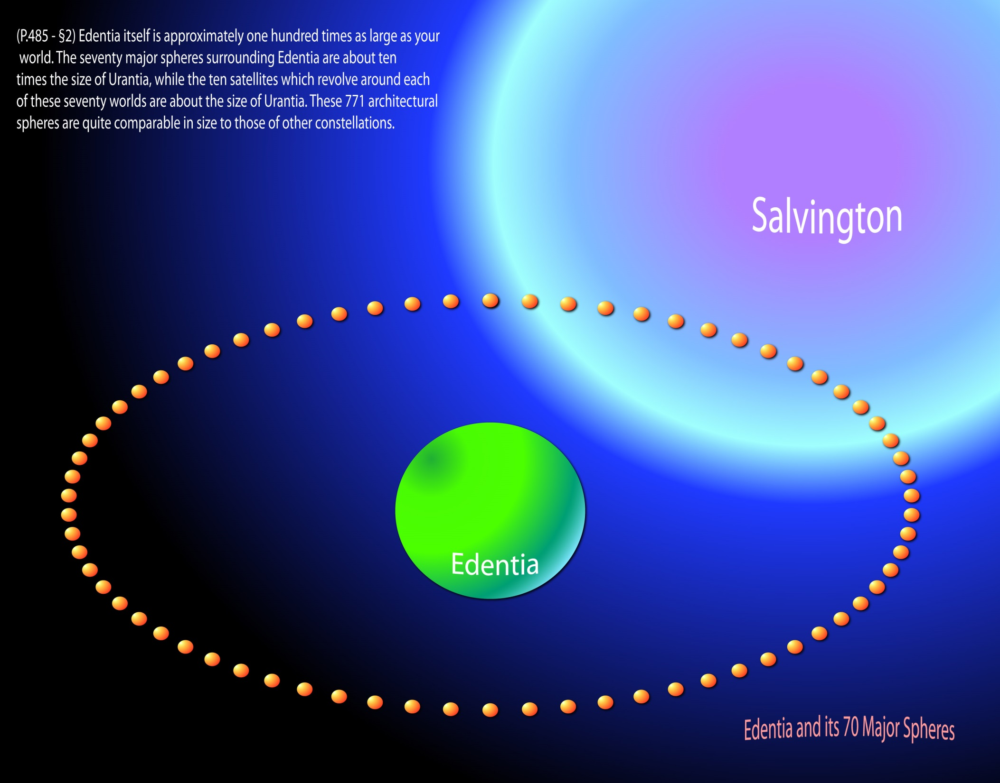 (P.485 - §2) Edentia itself is approximately one hundred times as large as your
world. The seventy major spheres surrounding Edentia are about ten
times the size of Urantia, while the ten satellites which revolve around each
of these seventy worlds are about the size of Urantia. These 771 architectural
spheres are quite comparable in size to those of other constellations.
Salvington
Edentia
Edentia and its 70 Major Spheres